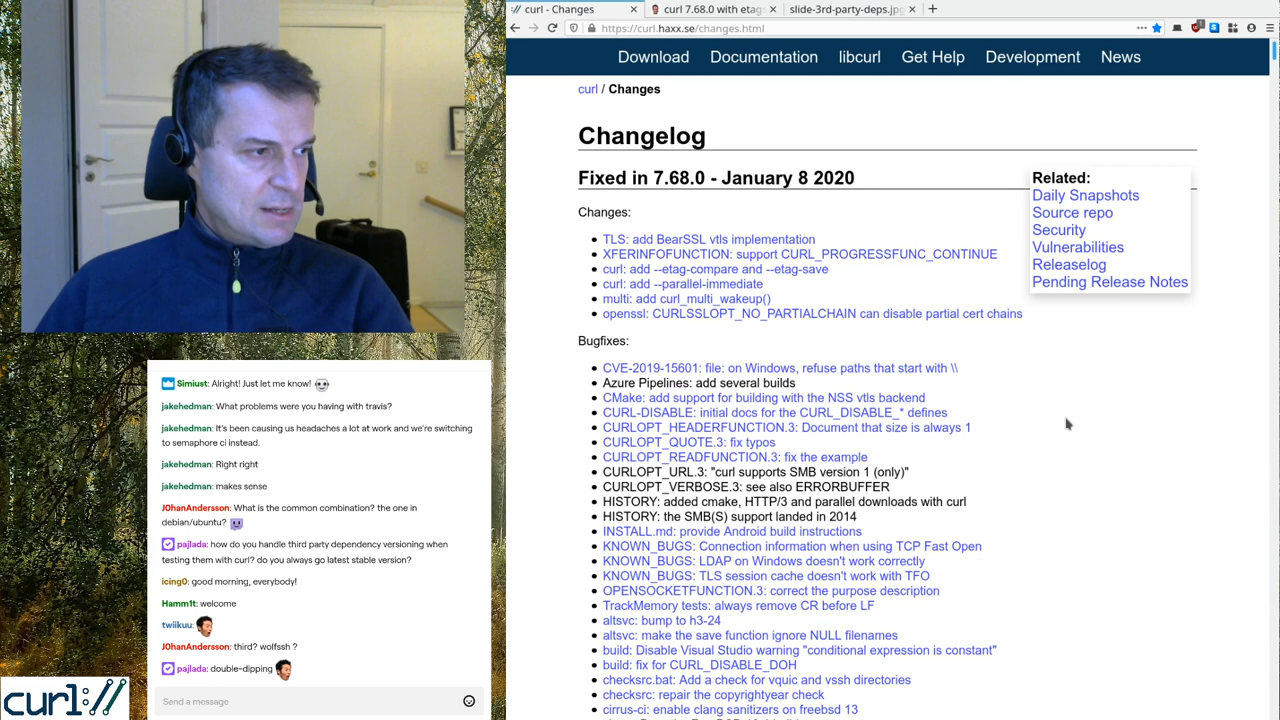 curl - Changes
curl 7.68.0 with etag
slide-3rd-party-deps.jpg
https://curl.haxx.se/changes.html
Download Documentation libcurl Get Help Development News
curl / Changes
Changelog
Fixed in 7.68.0 - January 8 2020
Changes:
TLS: add BearSSL vtls implementation
XFERINFOFUNCTION: support CURL_PROGRESSFUNC_CONTINUE
curl: add --etag-compare and --etag-save
curl: add --parallel-immediate
multi: add curl_multi_wakeup()
openssl: CURLSSLOPT_NO_PARTIALCHAIN can disable partial cert chains
Related:
Daily Snapshots
Source repo
Security
Vulnerabilities
Releaselog
Pending Release Notes
Bugfixes:
CVE-2019-15601: file: on Windows, refuse paths that start with \\
Azure Pipelines: add several builds
CMake: add support for building with the NSS vtls backend
CURL-DISABLE: initial docs for the CURL_DISABLE_* defines
CURLOPT_HEADERFUNCTION.3: Document that size is always 1
CURLOPT_QUOTE.3: fix typos
CURLOPT_READFUNCTION.3: fix the example
CURLOPT_URL.3: "curl supports SMB version 1 (only)"
CURLOPT_VERBOSE.3: see also ERRORBUFFER
HISTORY: added cmake, HTTP/3 and parallel downloads with curl
HISTORY: the SMB(S) support landed in 2014
INSTALL.md: provide Android build instructions
KNOWN_BUGS: Connection information when using TCP Fast Open
KNOWN_BUGS: LDAP on Windows doesn't work correctly
KNOWN_BUGS: TLS session cache doesn't work with TFO
OPENSOCKETFUNCTION.3: correct the purpose description
TrackMemory tests: always remove CR before LF
altsvc: bump to h3-24
altsvc: make the save function ignore NULL filenames
build: Disable Visual Studio warning "conditional expression is constant"
build: fix for CURL_DISABLE_DOH
checksrc.bat: Add a check for vquic and vssh directories
checksrc: repair the copyrightyear check
cirrus-ci: enable clang sanitizers on freebsd 13
Simiust: Alright! Just let me know!
jakehedman: What problems were you having with travis?
jakehedman: It's been causing us headaches a lot at work and we're switching
to semaphore ci instead.
jakehedman: Right right
jakehedman: makes sense
J0hanAndersson: What is the common combination? the one in
debian/ubuntu?
pajlada: how do you handle third party dependency versioning when
testing them with curl? do you always go latest stable version?
icing0: good morning, everybody!
Hamm1t: welcome
twiikuu:
J0hanAndersson: third? wolfssh ?
pajlada: double-dipping
Send a message
curl://